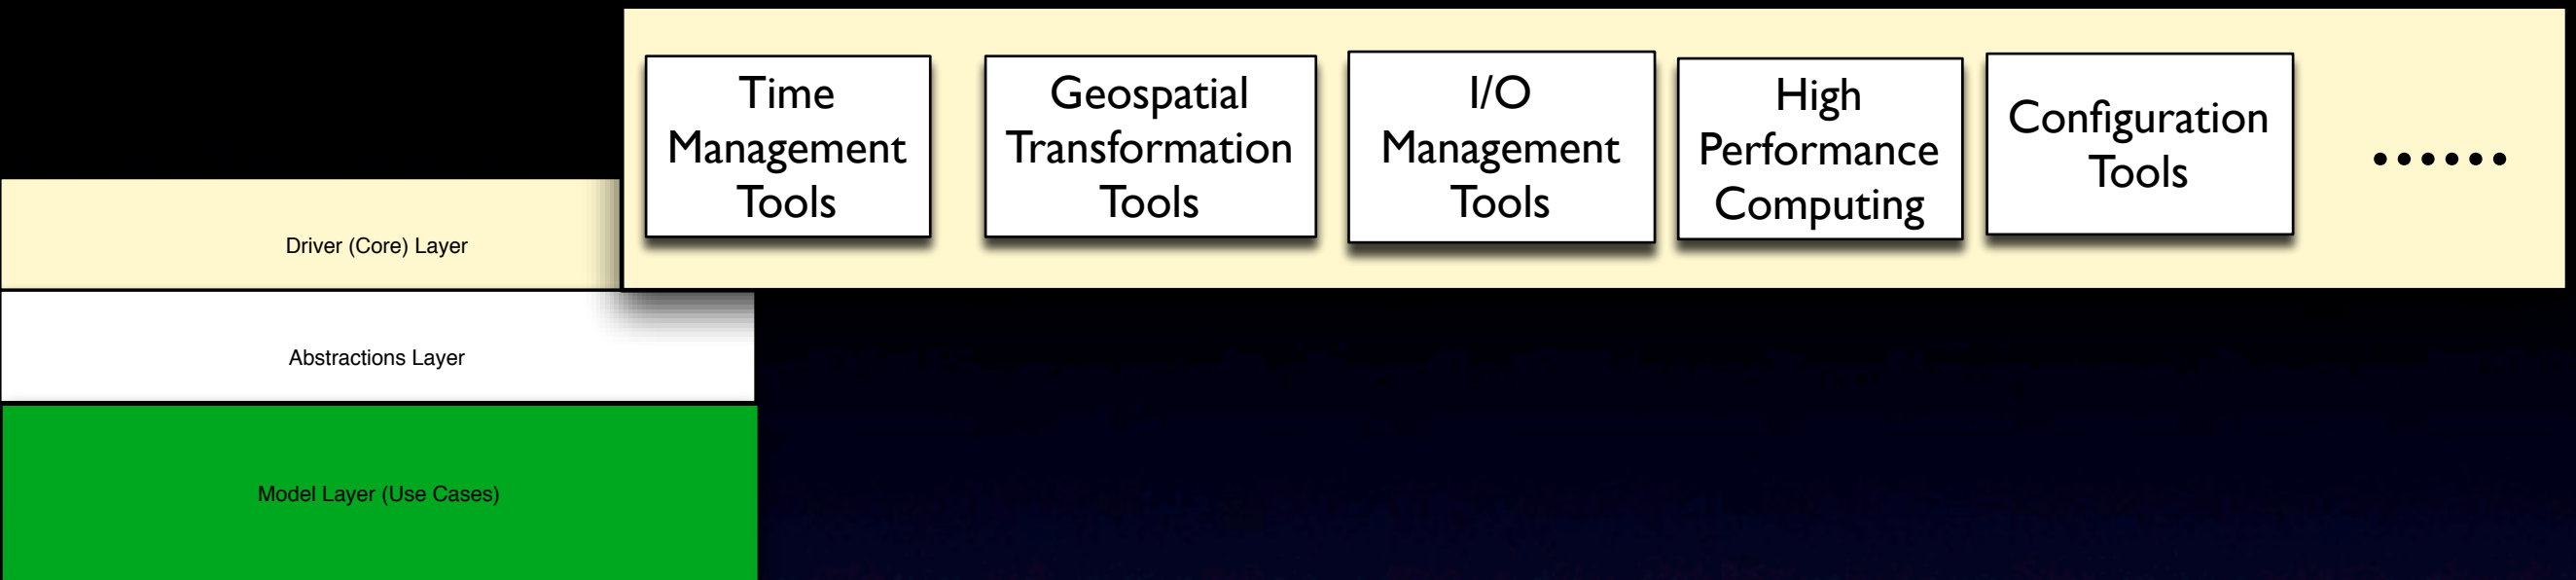 Time
Management
Tools
Geospatial
Transformation
Tools
I/O
Management
Tools
High
Performance
Computing
Configuration
Tools
......
Driver (Core) Layer
Abstractions Layer
Model Layer (Use Cases)